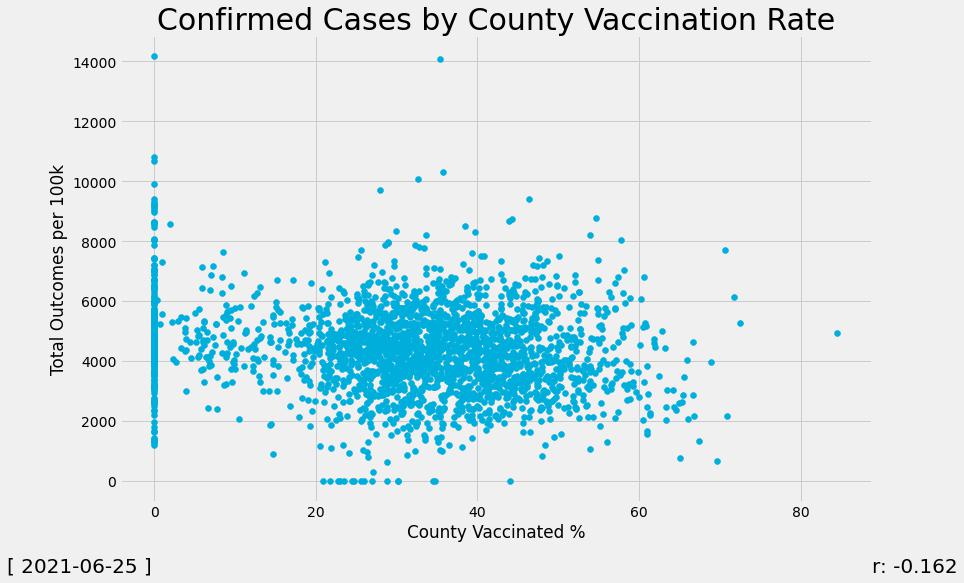 Confirmed Cases by County Vaccination Rate
Total Outcomes per 100k
14000
12000
10000
8000
6000
4000
2000
0
0 20 40 60 80
County Vaccinated %
[ 2021-06-25 ]
r: -0.162